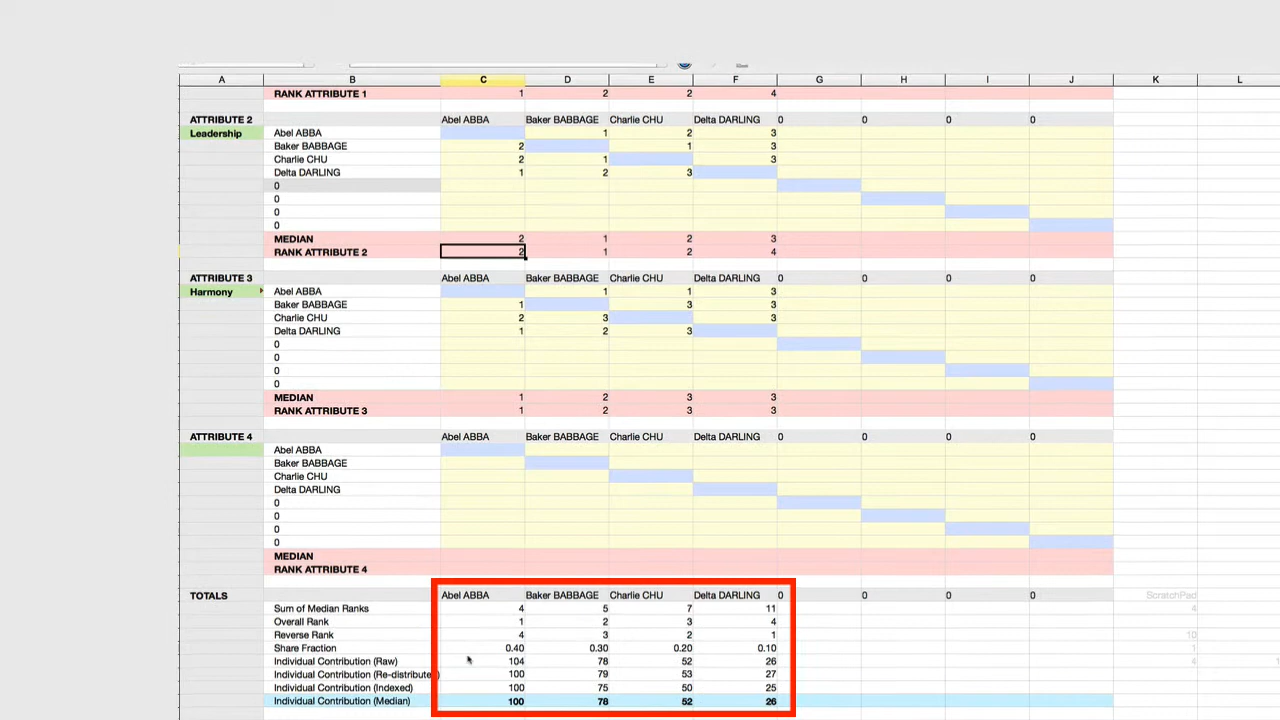 A B C D E F G H I J K L
RANK ATTRIBUTE 1 1 2 2 4
ATTRIBUTE 2 Abel ABBA Baker BABBAGE Charlie CHU Delta DARLING 0 0 0 0
Leadership Abel ABBA 1 2 3
Baker BABBAGE 2 1 3
Charlie CHU 2 1 3
Delta DARLING 1 2 3
0
0
0
0
MEDIAN 2 1 2 3
RANK ATTRIBUTE 2 2 1 2 4
ATTRIBUTE 3 Abel ABBA Baker BABBAGE Charlie CHU Delta DARLING 0 0 0 0
Harmony Abel ABBA 1 1 3
Baker BABBAGE 1 3 3
Charlie CHU 2 3 3
Delta DARLING 1 2 3
0
0
0
0
MEDIAN 1 2 3 3
RANK ATTRIBUTE 3 1 2 3 3
ATTRIBUTE 4 Abel ABBA Baker BABBAGE Charlie CHU Delta DARLING 0 0 0 0
Abel ABBA
Baker BABBAGE
Charlie CHU
Delta DARLING
0
0
0
0
MEDIAN
RANK ATTRIBUTE 4
TOTALS Abel ABBA Baker BABBAGE Charlie CHU Delta DARLING 0 0 0 0 ScratchPad
Sum of Median Ranks 4 5 7 11 4
Overall Rank 1 2 3 4
Reverse Rank 4 3 2 1 10
Share Fraction 0.40 0.30 0.20 0.10 1
Individual Contribution (Raw) 104 78 52 26 4 1
Individual Contribution (Re-distributed) 100 79 53 27
Individual Contribution (Indexed) 100 75 50 25
Individual Contribution (Median) 100 78 52 26